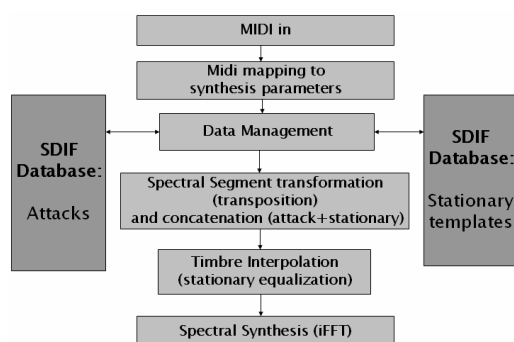 MIDI in
Midi mapping to
synthesis parameters
SDIF
Database:
Attacks
Data Management
SDIF
Database:
Stationary
templates
Spectral Segment transformation
(transposition)
and concatenation (attack+stationary)
Timbre Interpolation
(stationary equalization)
Spectral Synthesis (iFFT)